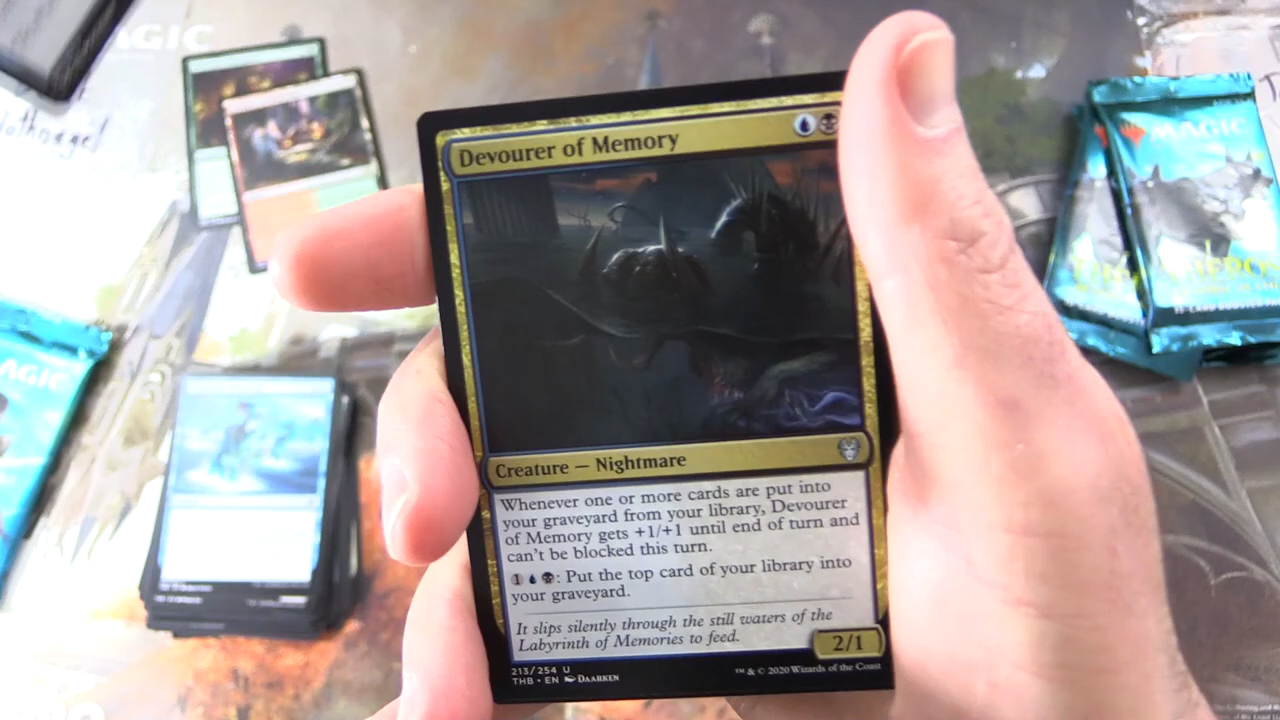 MAGIC
Devourer of Memory
Creature — Nightmare
Whenever one or more cards are put into
your graveyard from your library, Devourer
of Memory gets +1/+1 until end of turn and
can't be blocked this turn.
1: Put the top card of your library into
your graveyard.
It slips silently through the still waters of the
Labyrinth of Memories to feed.
2/1
213/254 U
THB • EN DAARKEN
™ & © 2020 Wizards of the Coast
MAGIC
MAGIC